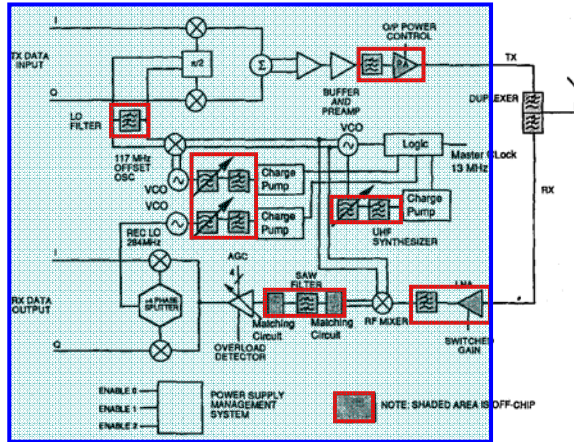 I
O/P POWER
CONTROL
TX DATA
INPUT
π/2
Σ
PA
TX
Q
BUFFER
AND
PREAMP
DUPLEXER
LO
FILTER
VCO
Logic
Master Clock
13 MHz
117 MHz
OFFSET
OSC
VCO
Charge
Pump
RX
VCO
Charge
Pump
Charge
Pump
REC LO
284MHz
UHF
SYNTHESIZER
I
AGC
4
SAW
FILTER
LNA
RX DATA
OUTPUT
÷4 PHASE
SPLITTER
Matching
Circuit
Matching
Circuit
RF MIXER
SWITCHED
GAIN
Q
OVERLOAD
DETECTOR
ENABLE 0
ENABLE 1
ENABLE 2
POWER SUPPLY
MANAGEMENT
SYSTEM
NOTE: SHADED AREA IS OFF-CHIP